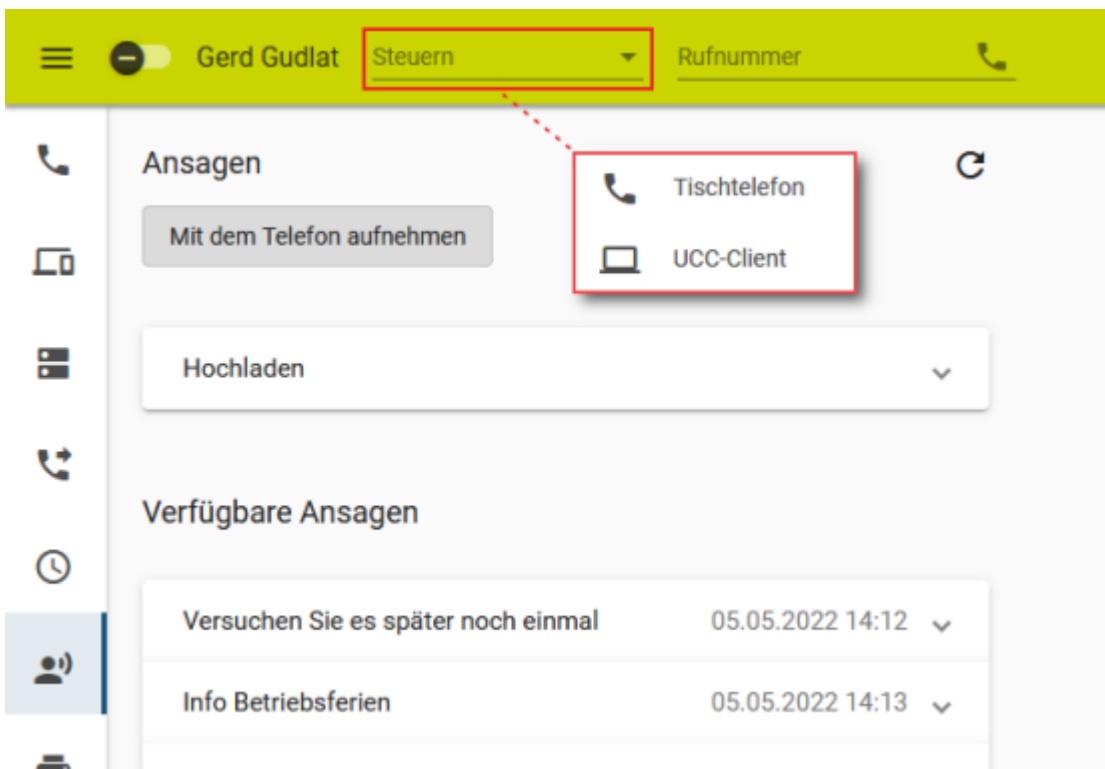 Gerd Gudlat Steuern Rufnummer
Ansagen
Tischtelefon
Mit dem Telefon aufnehmen
UCC-Client
Hochladen
Verfügbare Ansagen
Versuchen Sie es später noch einmal 05.05.2022 14:12
Info Betriebsferien 05.05.2022 14:13